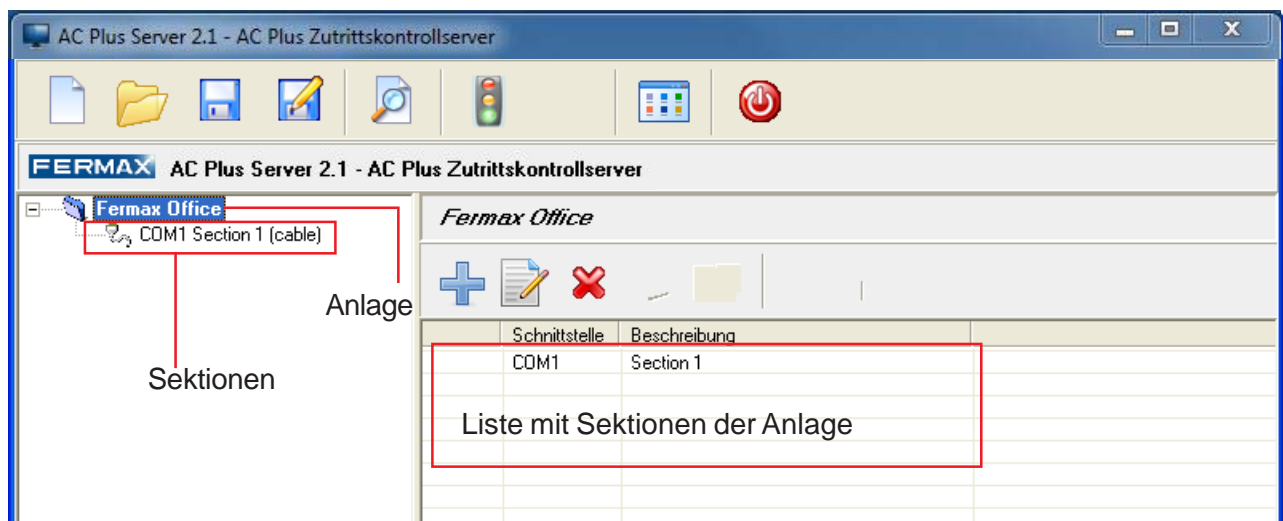 AC Plus Server 2.1 - AC Plus Zutrittskontrollserver
FERMAX AC Plus Server 2.1 - AC Plus Zutrittskontrollserver
Fermax Office
COM1 Section 1 (cable)
Fermax Office
Anlage
Sektionen
Schnittstelle Beschreibung
COM1 Section 1
Liste mit Sektionen der Anlage